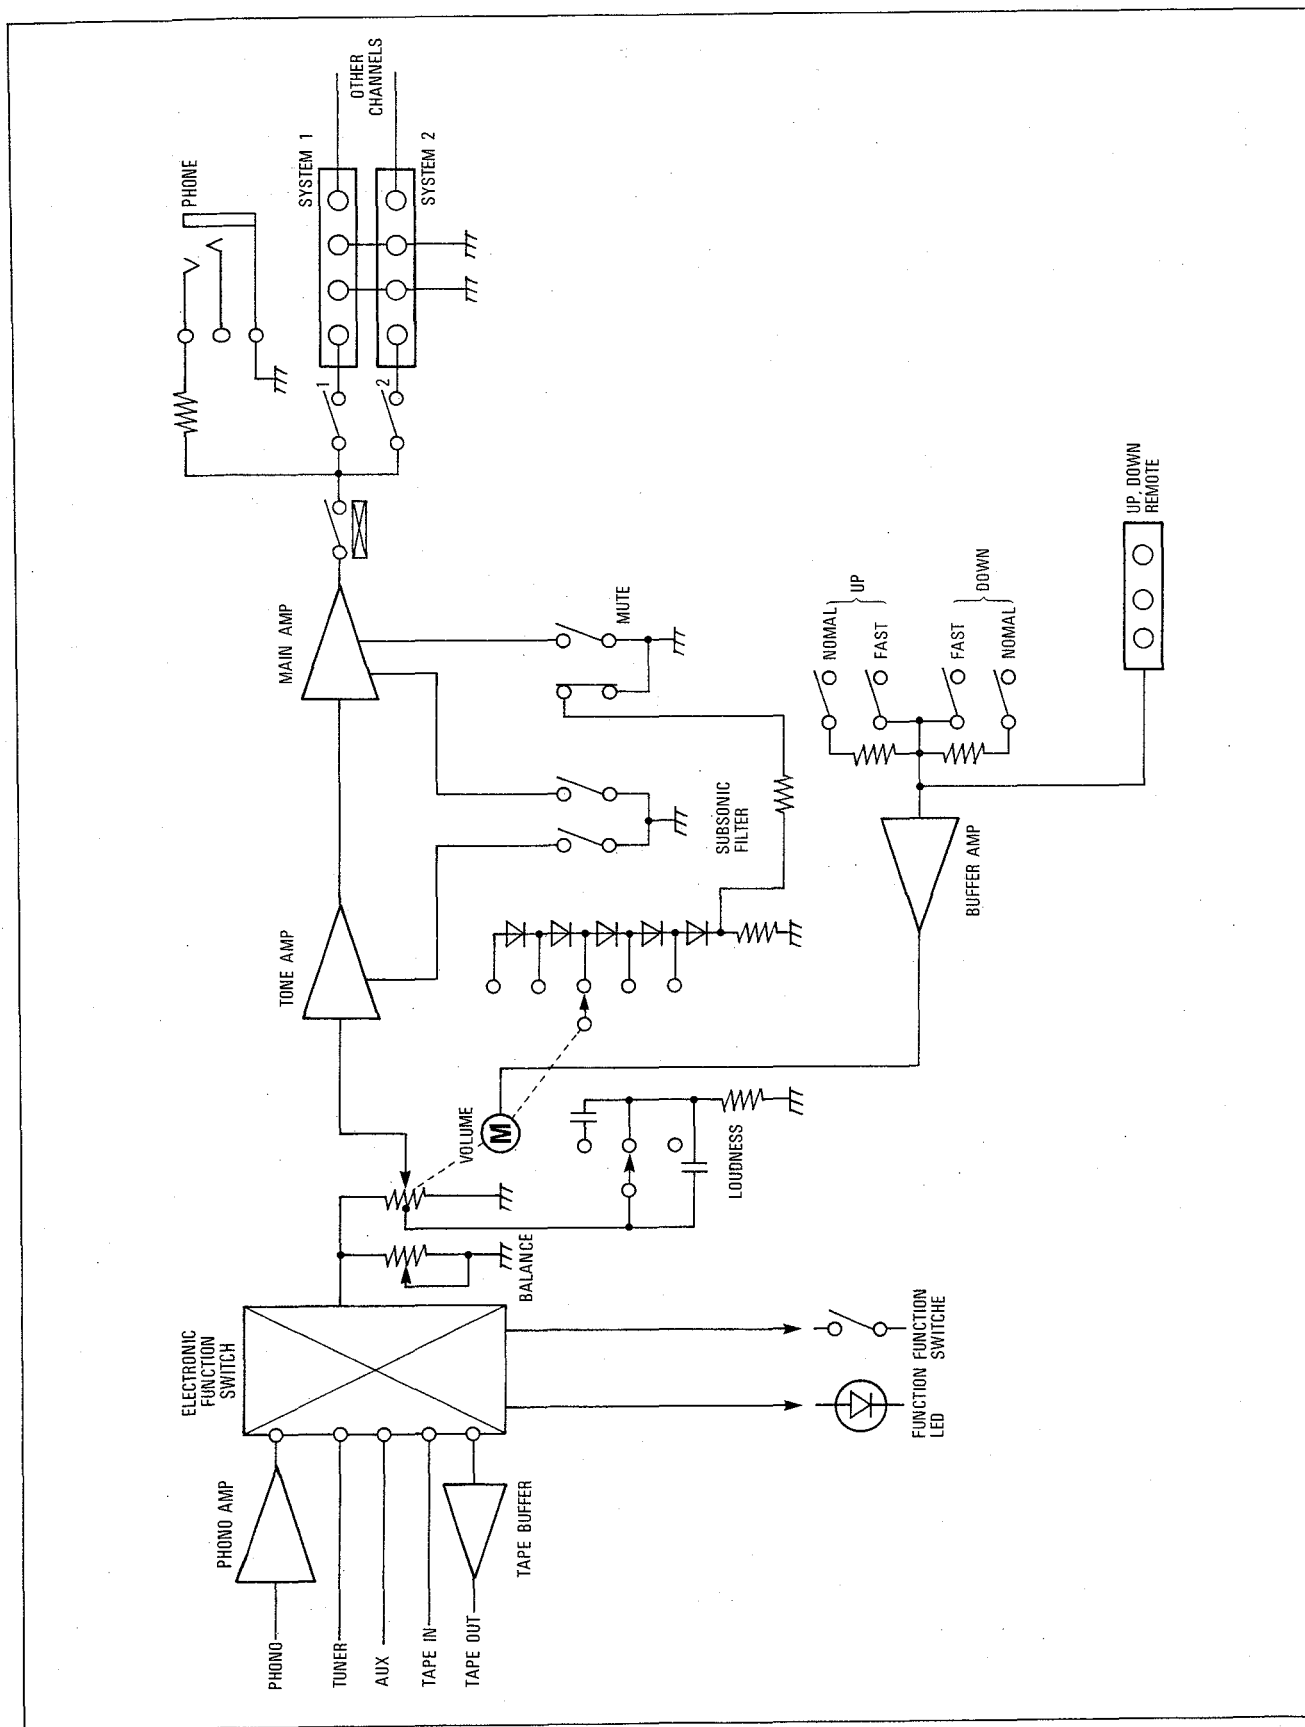 PHONO
TUNER
AUX
TAPE IN
TAPE OUT
PHONO AMP
TAPE BUFFER
ELECTRONIC
FUNCTION
SWITCH
FUNCTION
LED
FUNCTION
SWITCHE
BALANCE
VOLUME
M
LOUDNESS
TONE AMP
SUBSONIC
FILTER
MAIN AMP
MUTE
BUFFER AMP
NOMAL
FAST
UP
FAST
NOMAL
DOWN
UP, DOWN
REMOTE
1
2
PHONE
SYSTEM 1
SYSTEM 2
OTHER
CHANNELS